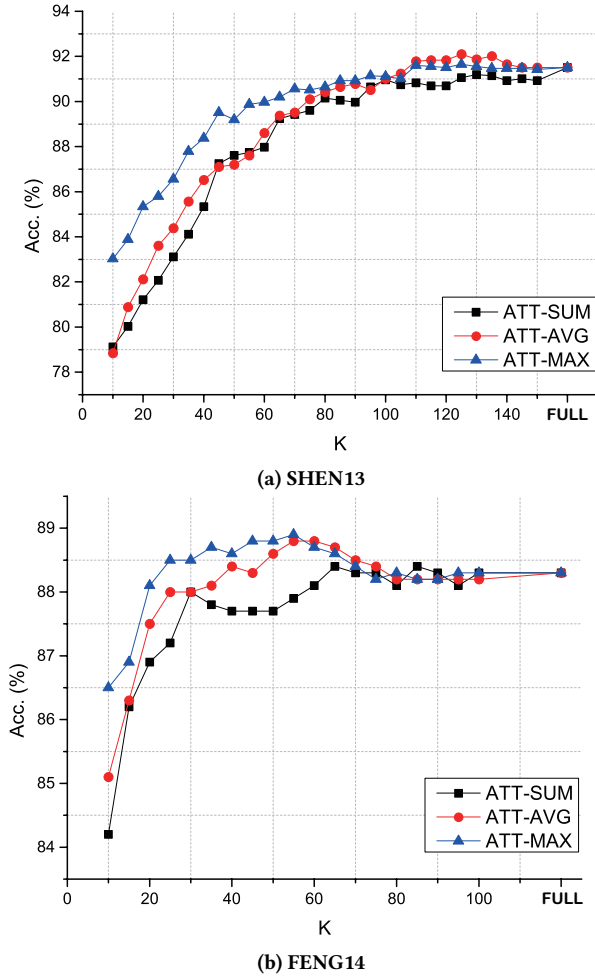 92
90
88
86
84
82
80
78
Acc. (%)
ATT-SUM
ATT-AVG
ATT-MAX
0 20 40 60 80 100 120 140 FULL
K
(a) SHEN13
89
88
87
86
85
84
Acc. (%)
ATT-SUM
ATT-AVG
ATT-MAX
0 20 40 60 80 100 FULL
K
(b) FENG14